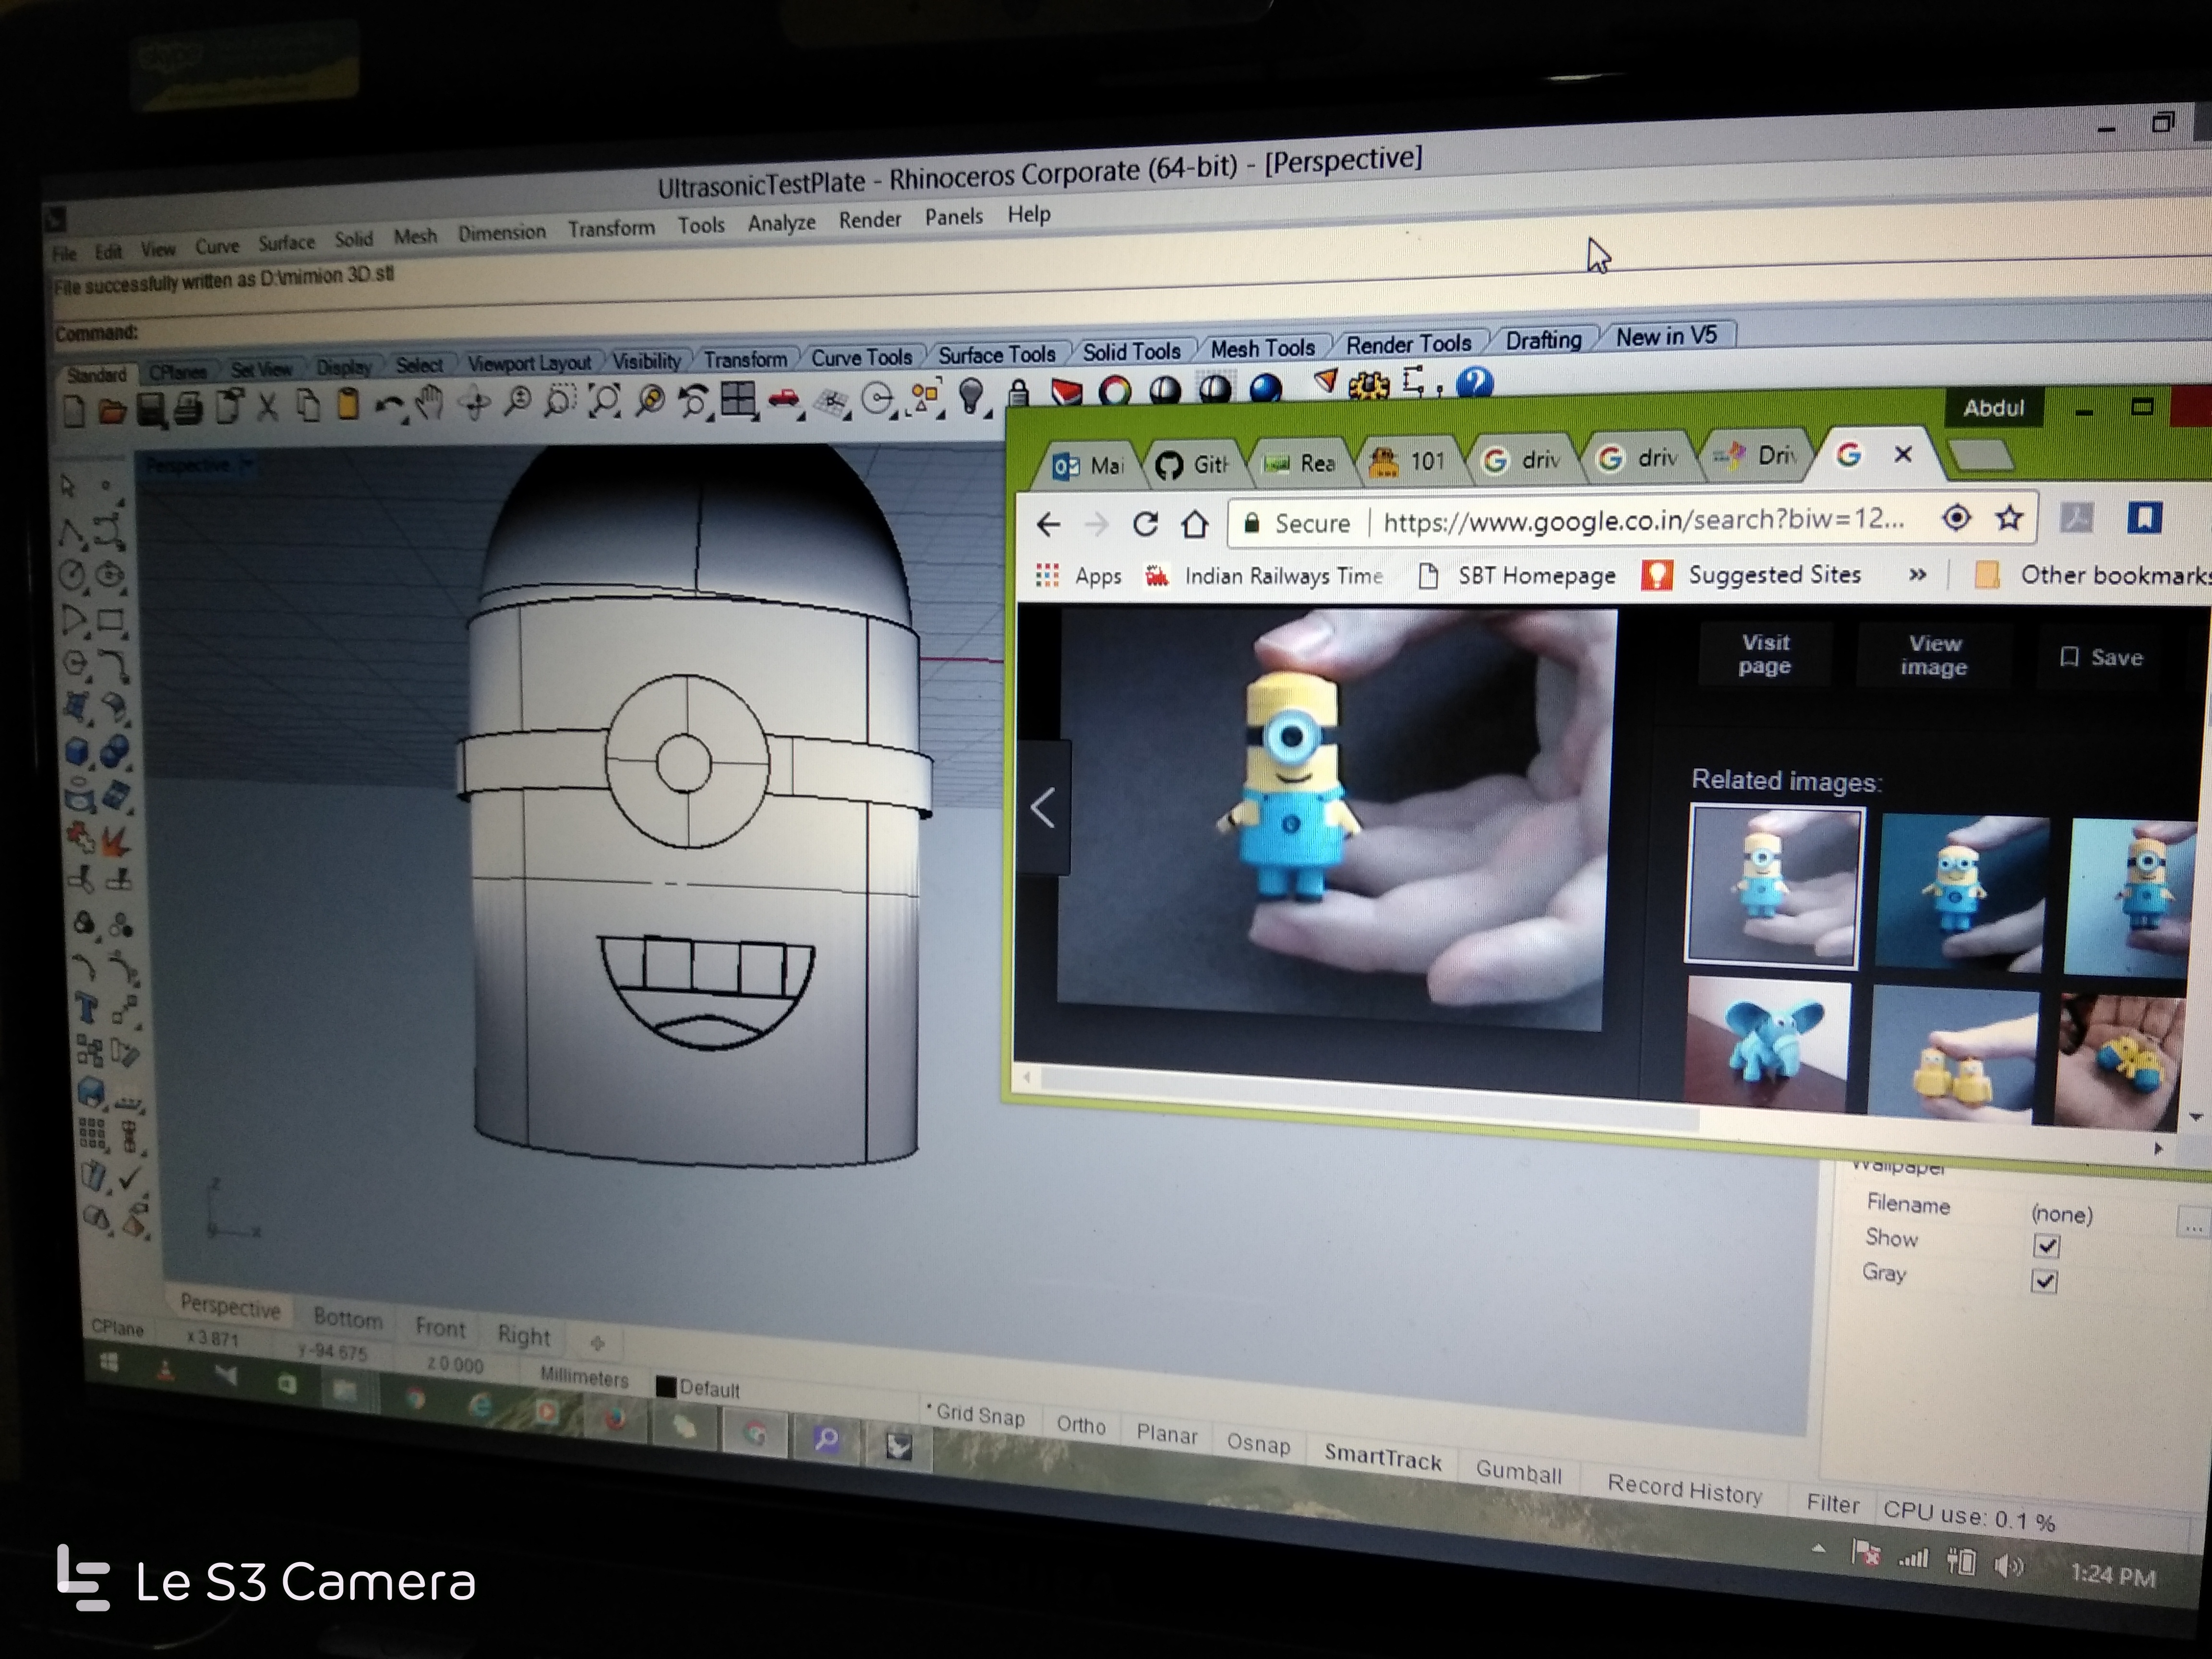 skype
UltrasonicTestPlate - Rhinoceros Corporate (64-bit) - [Perspective]
File Edit View Curve Surface Solid Mesh Dimension Transform Tools Analyze Render Panels Help
File successfully written as D:\mimion 3D.stl
Command:
Standard CPlanes Set View Display Select Viewport Layout Visibility Transform Curve Tools Surface Tools Solid Tools Mesh Tools Render Tools Drafting New in V5
Perspective
Abdul
Mai Gith Rea 101 driv driv Driv
Secure https://www.google.co.in/search?biw=12...
Apps Indian Railways Time SBT Homepage Suggested Sites » Other bookmarks
Visit page
View image
Save
Related images:
Wallpaper
Filename (none) ...
Show
Gray
z
x
Perspective Bottom Front Right
CPlane x 3.871 y -94.675 z 0.000 Millimeters Default
Grid Snap Ortho Planar Osnap SmartTrack Gumball Record History Filter CPU use: 0.1 %
1:24 PM
Le S3 Camera